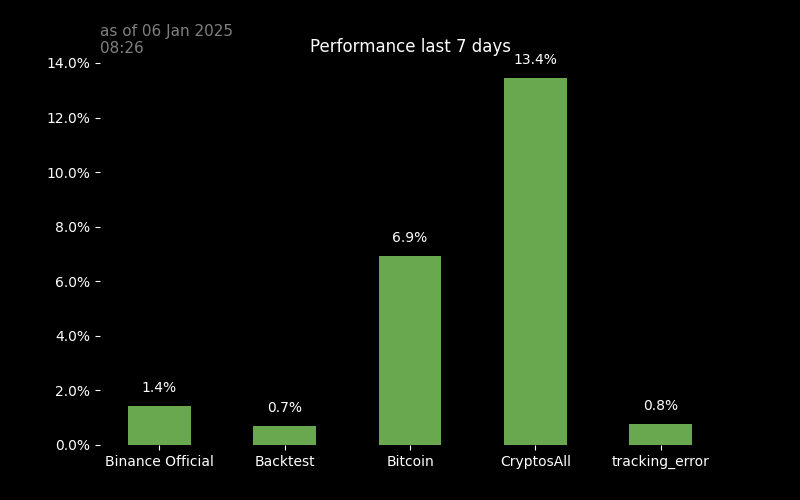 as of 06 Jan 2025
08:26
Performance last 7 days
14.0%
12.0%
10.0%
8.0%
6.0%
4.0%
2.0%
0.0%
1.4%
0.7%
6.9%
13.4%
0.8%
Binance Official
Backtest
Bitcoin
CryptosAll
tracking_error